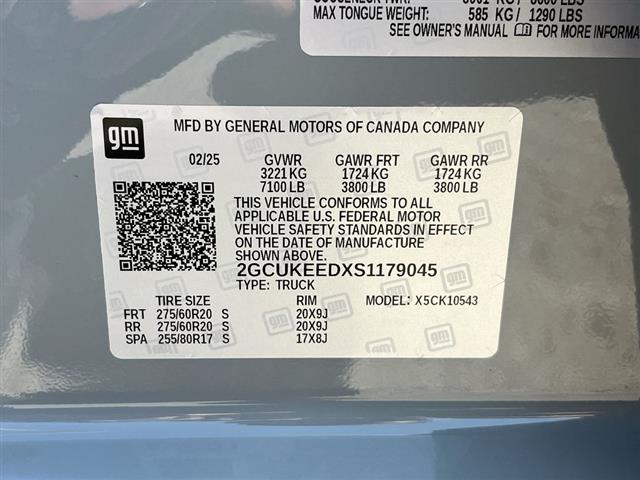 MAX TONGUE WEIGHT: 585 KG / 1290 LBS
SEE OWNER'S MANUAL FOR MORE INFORMA
gm MFD BY GENERAL MOTORS OF CANADA COMPANY
02/25 GVWR GAWR FRT GAWR RR
3221 KG 1724 KG 1724 KG
7100 LB 3800 LB 3800 LB
THIS VEHICLE CONFORMS TO ALL
APPLICABLE U.S. FEDERAL MOTOR
VEHICLE SAFETY STANDARDS IN EFFECT
ON THE DATE OF MANUFACTURE
SHOWN ABOVE.
2GCUKEEDXS1179045
TYPE: TRUCK
TIRE SIZE RIM MODEL: X5CK10543
FRT 275/60R20 S 20X9J
RR 275/60R20 S 20X9J
SPA 255/80R17 S 17X8J